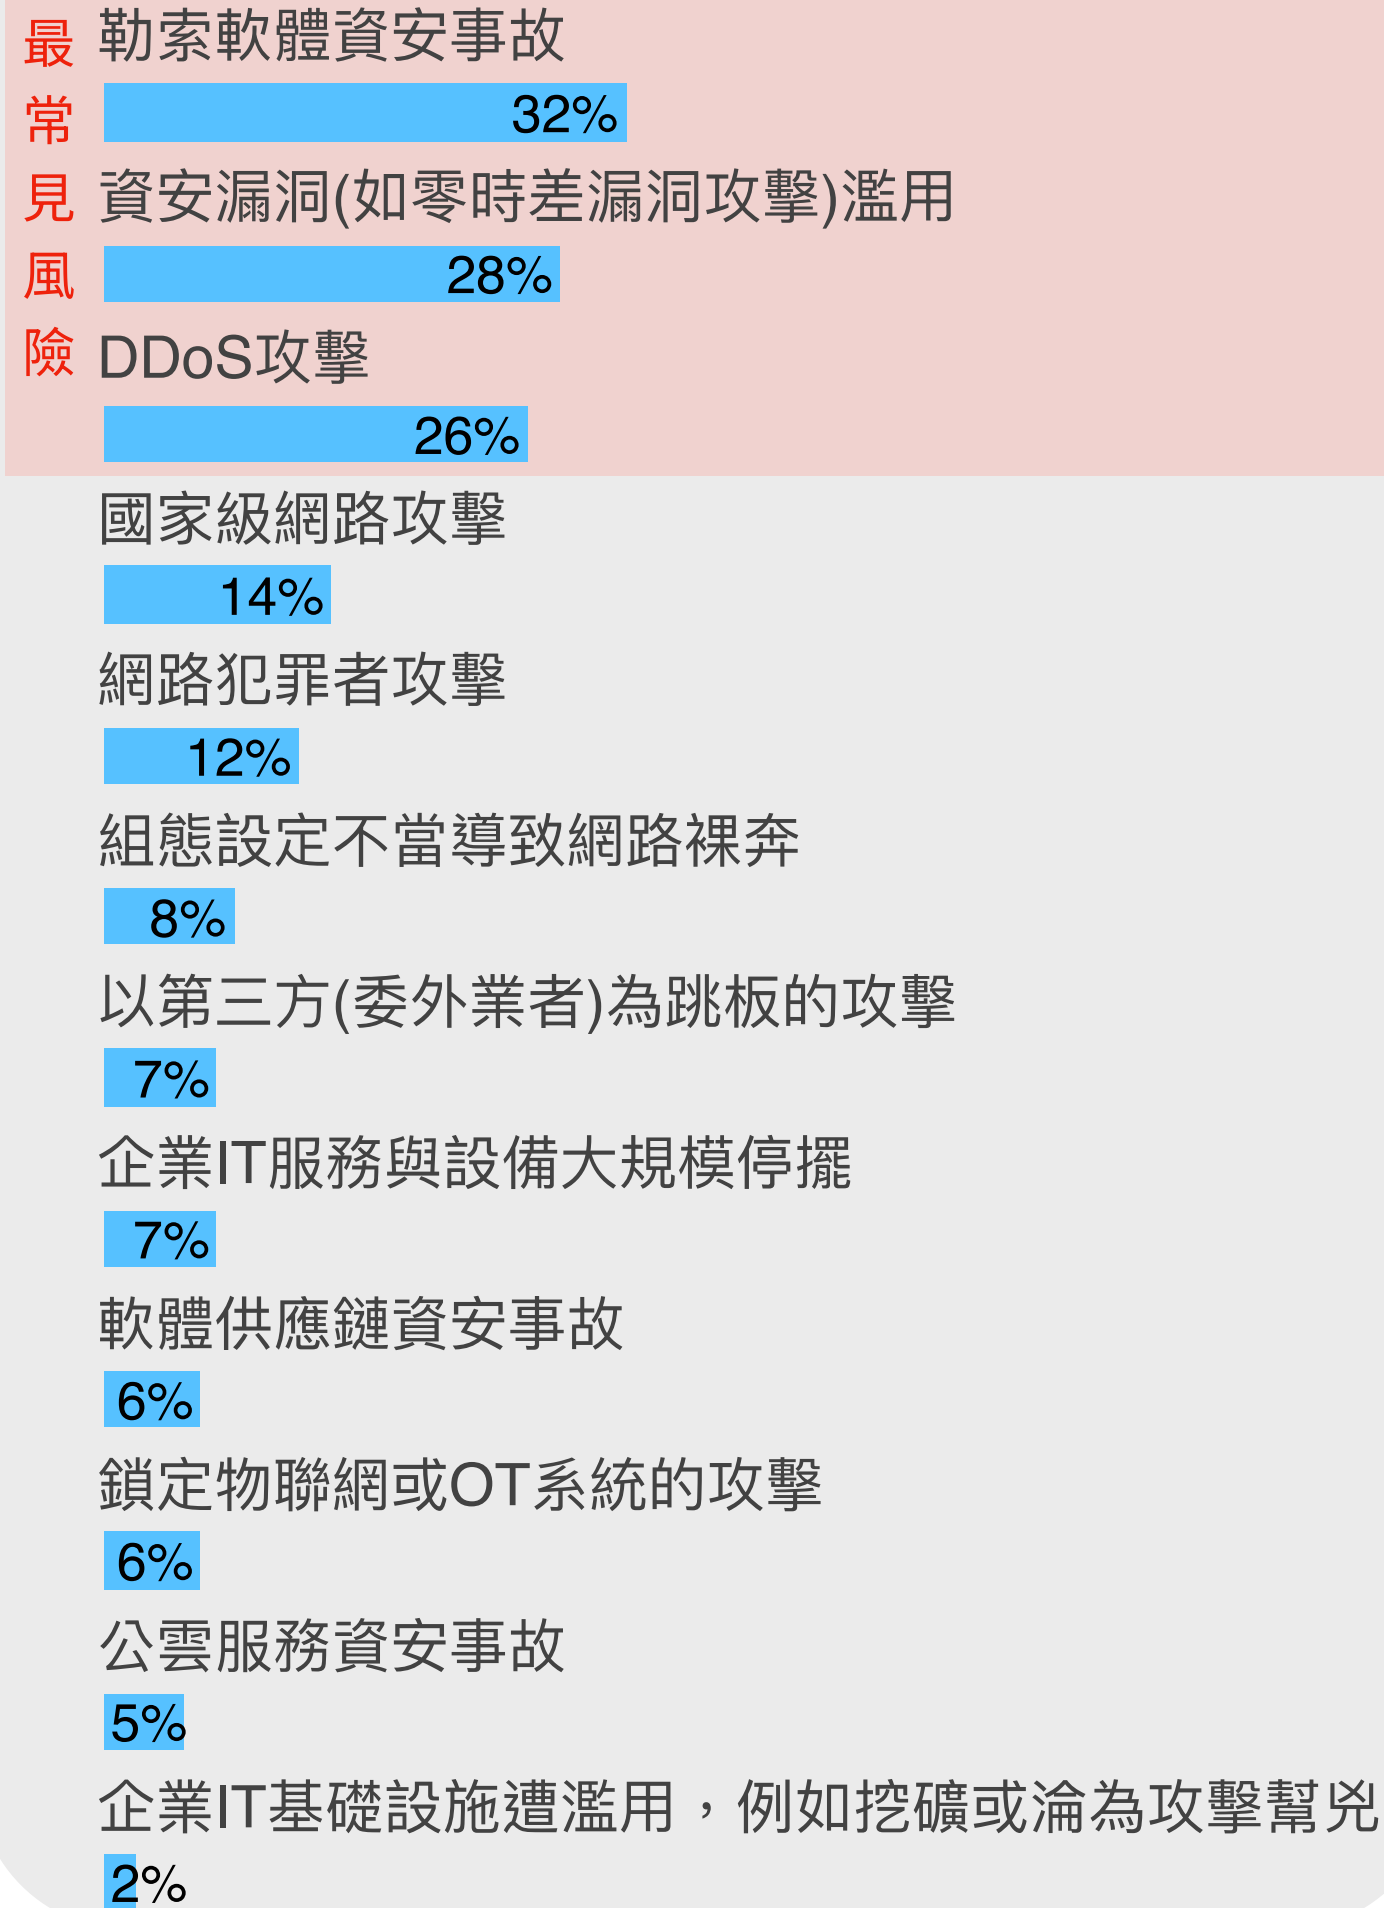 最常見風險
勒索軟體資安事故
32%
資安漏洞(如零時差漏洞攻擊)濫用
28%
DDoS攻擊
26%
國家級網路攻擊
14%
網路犯罪者攻擊
12%
組態設定不當導致網路裸奔
8%
以第三方(委外業者)為跳板的攻擊
7%
企業IT服務與設備大規模停擺
7%
軟體供應鏈資安事故
6%
鎖定物聯網或OT系統的攻擊
6%
公雲服務資安事故
5%
企業IT基礎設施遭濫用，例如挖礦或淪為攻擊幫兇
2%